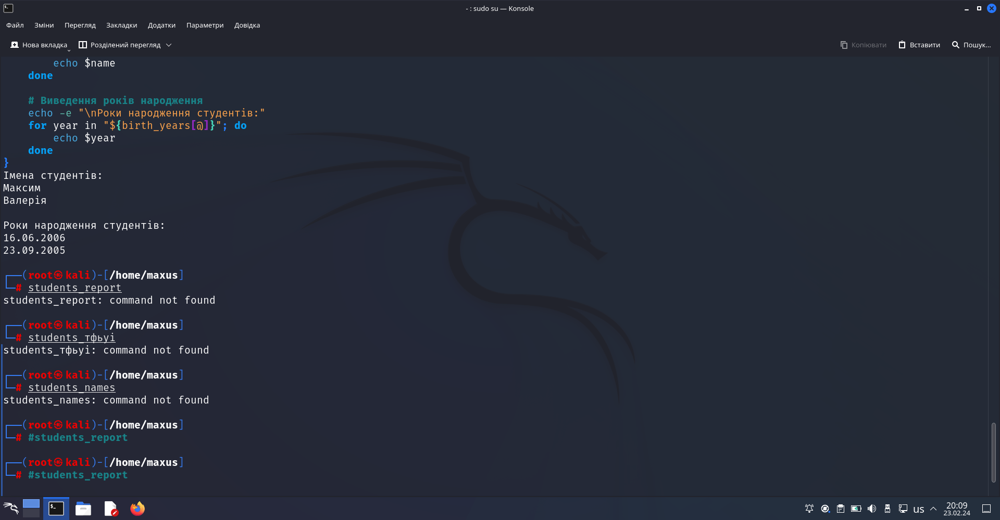 - : sudo su — Konsole
Файл Зміни Перегляд Закладки Додатки Параметри Довідка
Нова вкладка Розділений перегляд Копіювати Вставити Пошук...
echo $name
done
# Виведення років народження
echo -e "\nРоки народження студентів:"
for year in "${birth_years[@]}"; do
echo $year
done
}
Імена студентів:
Максим
Валерія
Роки народження студентів:
16.06.2006
23.09.2005
┌──(root㉿kali)-[/home/maxus]
└─# students_report
students_report: command not found
┌──(root㉿kali)-[/home/maxus]
└─# students_тфьуі
students_тфьуі: command not found
┌──(root㉿kali)-[/home/maxus]
└─# students_names
students_names: command not found
┌──(root㉿kali)-[/home/maxus]
└─# #students_report
┌──(root㉿kali)-[/home/maxus]
└─# #students_report
us 20:09
23.02.24